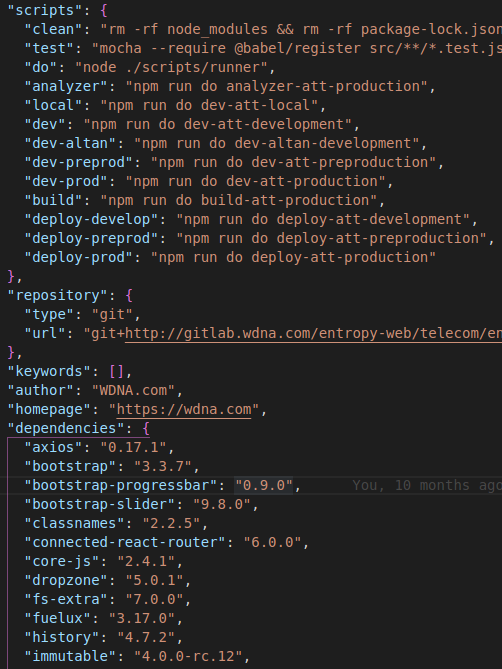 "scripts": {
"clean": "rm -rf node_modules && rm -rf package-lock.json
"test": "mocha --require @babel/register src/**/*.test.js
"do": "node ./scripts/runner",
"analyzer": "npm run do analyzer-att-production",
"local": "npm run do dev-att-local",
"dev": "npm run do dev-att-development",
"dev-altan": "npm run do dev-altan-development",
"dev-preprod": "npm run do dev-att-preproduction",
"dev-prod": "npm run do dev-att-production",
"build": "npm run do build-att-production",
"deploy-develop": "npm run do deploy-att-development",
"deploy-preprod": "npm run do deploy-att-preproduction",
"deploy-prod": "npm run do deploy-att-production"
},
"repository": {
"type": "git",
"url": "git+http://gitlab.wdna.com/entropy-web/telecom/en
},
"keywords": [],
"author": "WDNA.com",
"homepage": "https://wdna.com",
"dependencies": {
"axios": "0.17.1",
"bootstrap": "3.3.7",
"bootstrap-progressbar": "0.9.0", You, 10 months ago
"bootstrap-slider": "9.8.0",
"classnames": "2.2.5",
"connected-react-router": "6.0.0",
"core-js": "2.4.1",
"dropzone": "5.0.1",
"fs-extra": "7.0.0",
"fuelux": "3.17.0",
"history": "4.7.2",
"immutable": "4.0.0-rc.12",